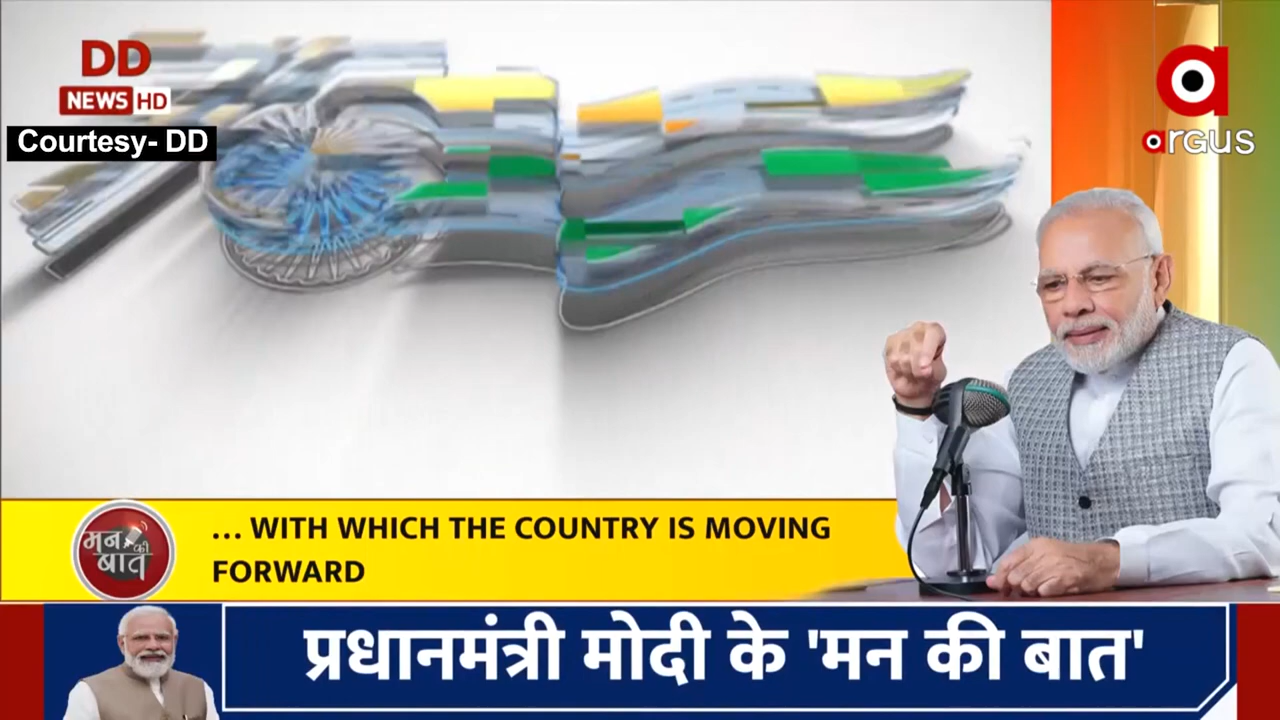 DD
NEWS HD
Courtesy- DD
argus
मन की
बात
... WITH WHICH THE COUNTRY IS MOVING
FORWARD
प्रधानमंत्री मोदी के 'मन की बात'